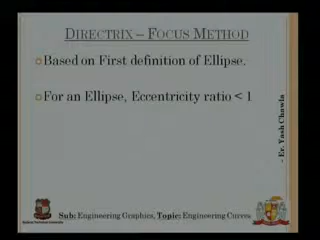 Directrix – Focus Method
Based on First definition of Ellipse.
For an Ellipse, Eccentricity ratio < 1
- Er. Yash Chawla
Sub: Engineering Graphics, Topic: Engineering Curves